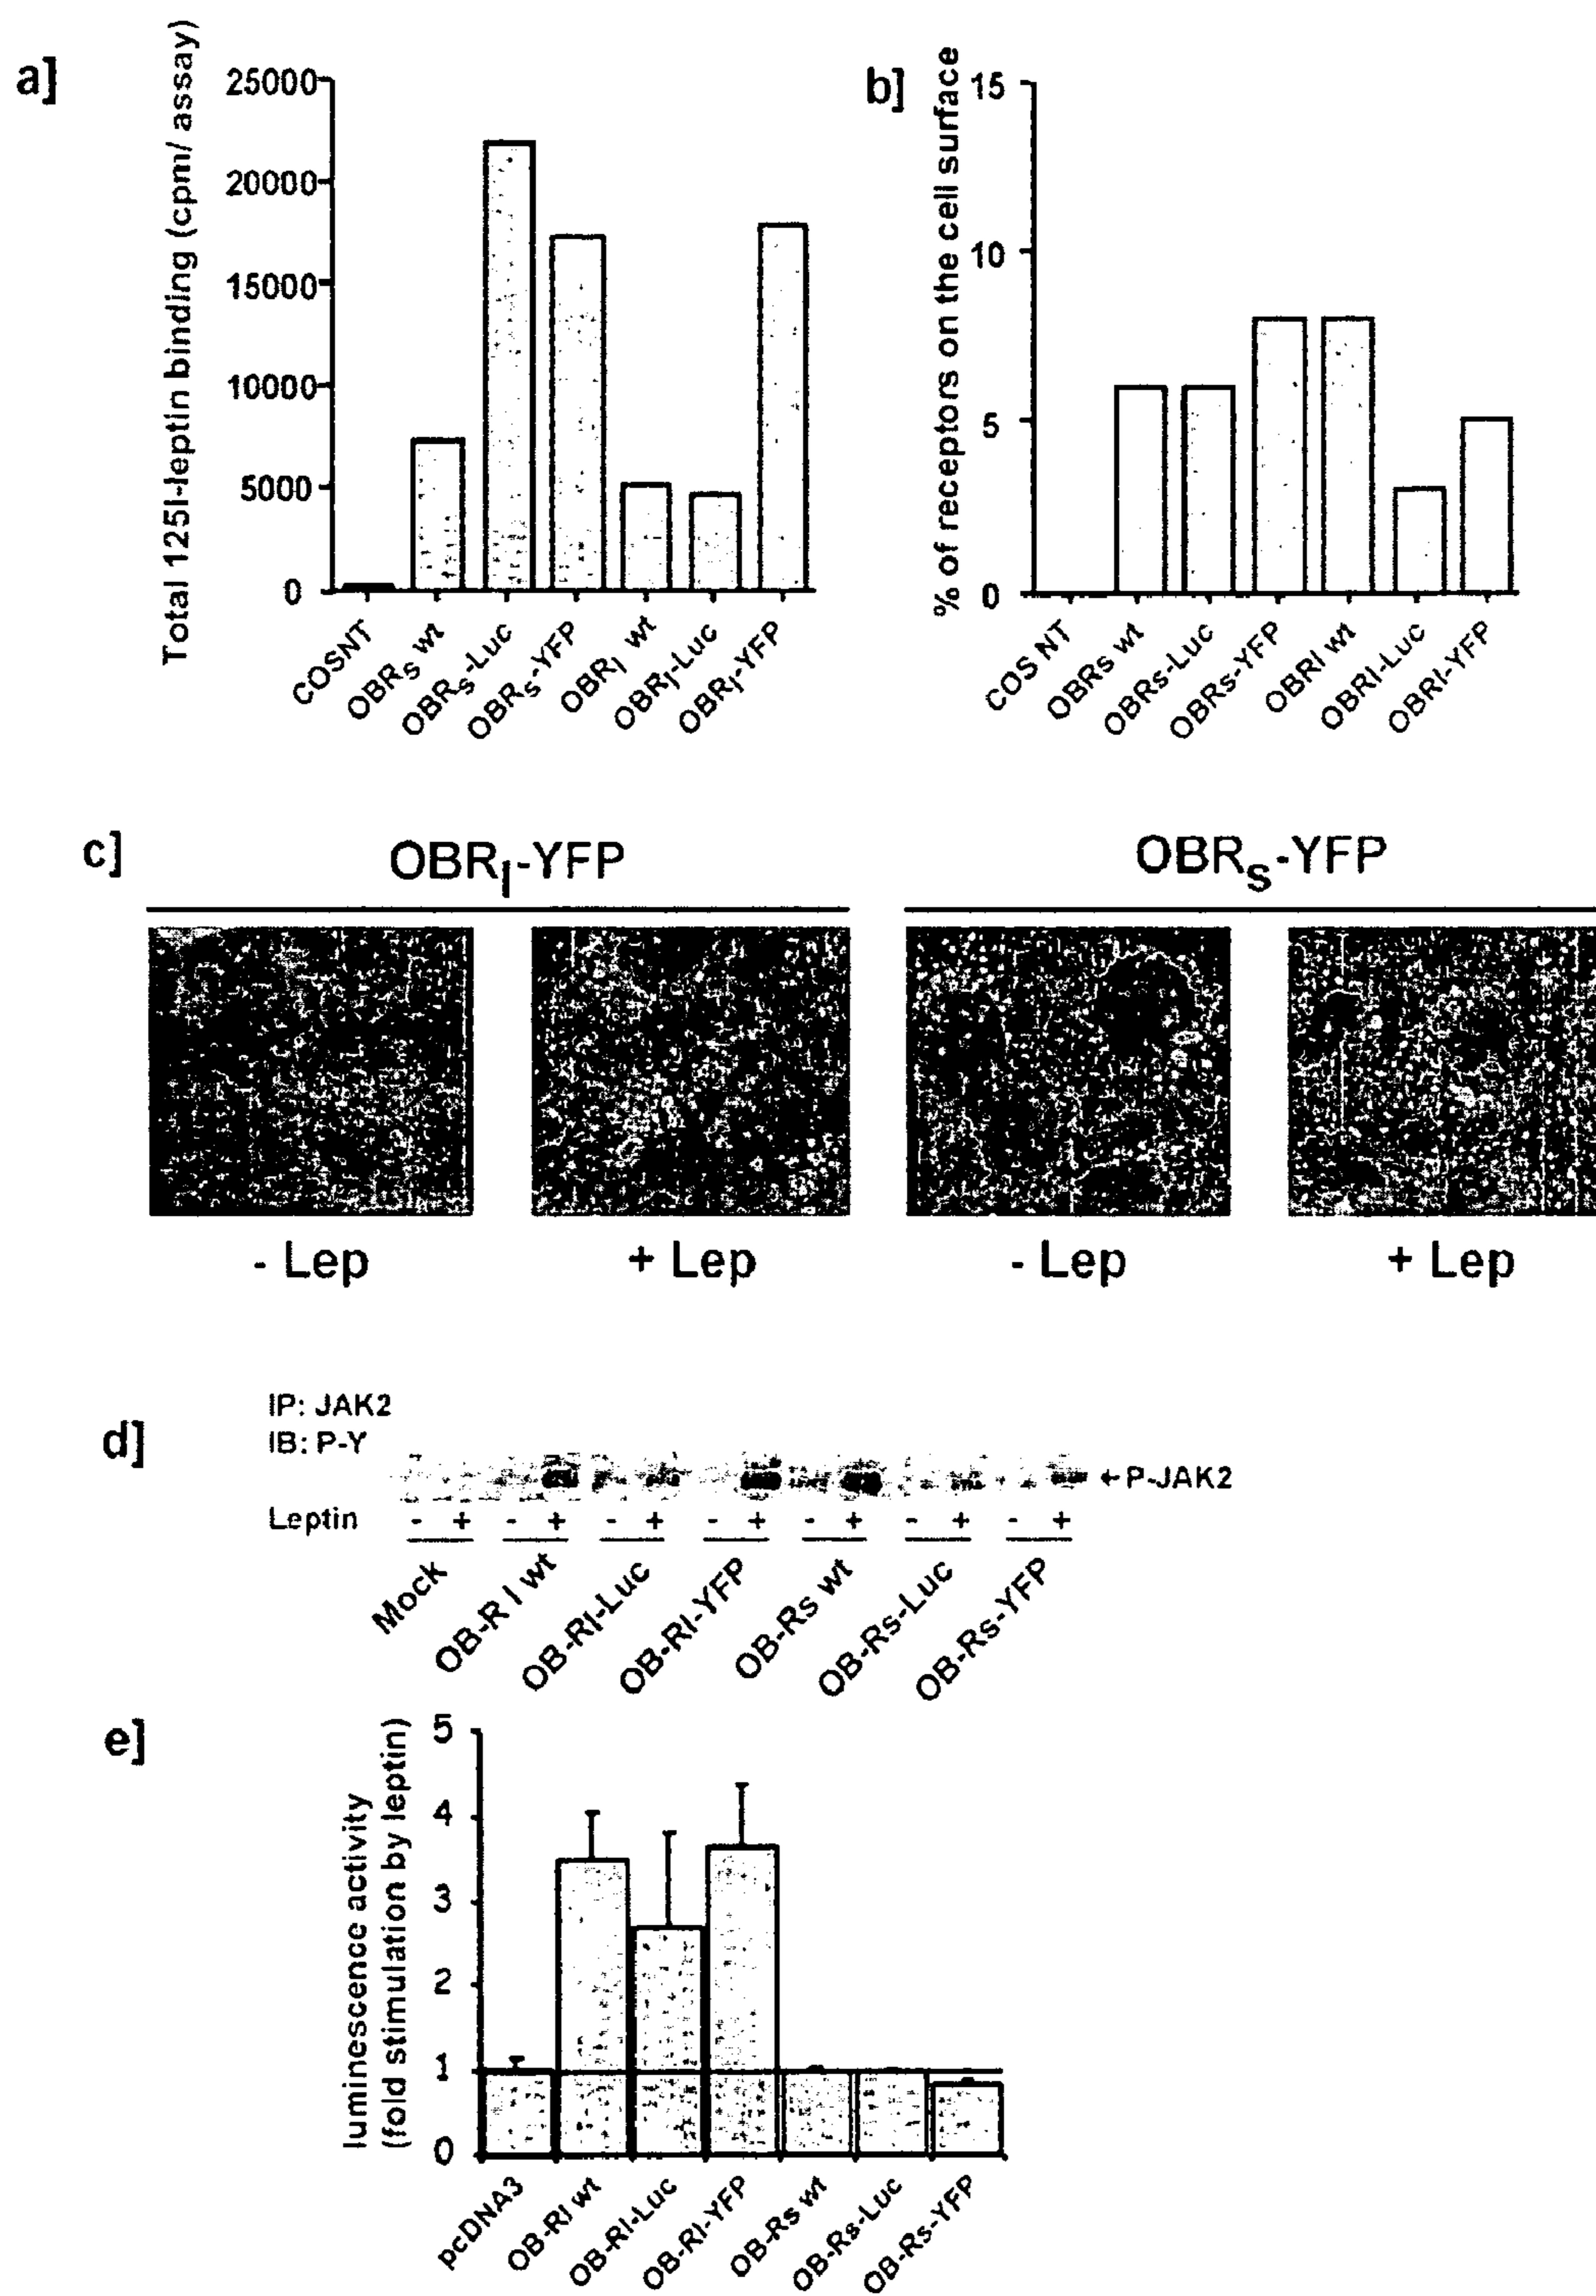 a]
Total 125I-leptin binding (cpm/ assay)
25000
20000
15000
10000
5000
0
COSNT
OBRs wt
OBRs-Luc
OBRs-YFP
OBRl wt
OBRl-Luc
OBRl-YFP
b]
% of receptors on the cell surface
15
10
5
0
COS NT
OBRs wt
OBRs-Luc
OBRs-YFP
OBRl wt
OBRl-Luc
OBRl-YFP
c]
OBRl-YFP
OBRs-YFP
- Lep
+ Lep
- Lep
+ Lep
d]
IP: JAK2
IB: P-Y
←P-JAK2
Leptin - + - + - + - + - + - + - +
Mock
OB-R l wt
OB-Rl-Luc
OB-Rl-YFP
OB-Rs wt
OB-Rs-Luc
OB-Rs-YFP
e]
luminescence activity
(fold stimulation by leptin)
5
4
3
2
1
0
pcDNA3
OB-Rl wt
OB-Rl-Luc
OB-Rl-YFP
OB-Rs wt
OB-Rs-Luc
OB-Rs-YFP